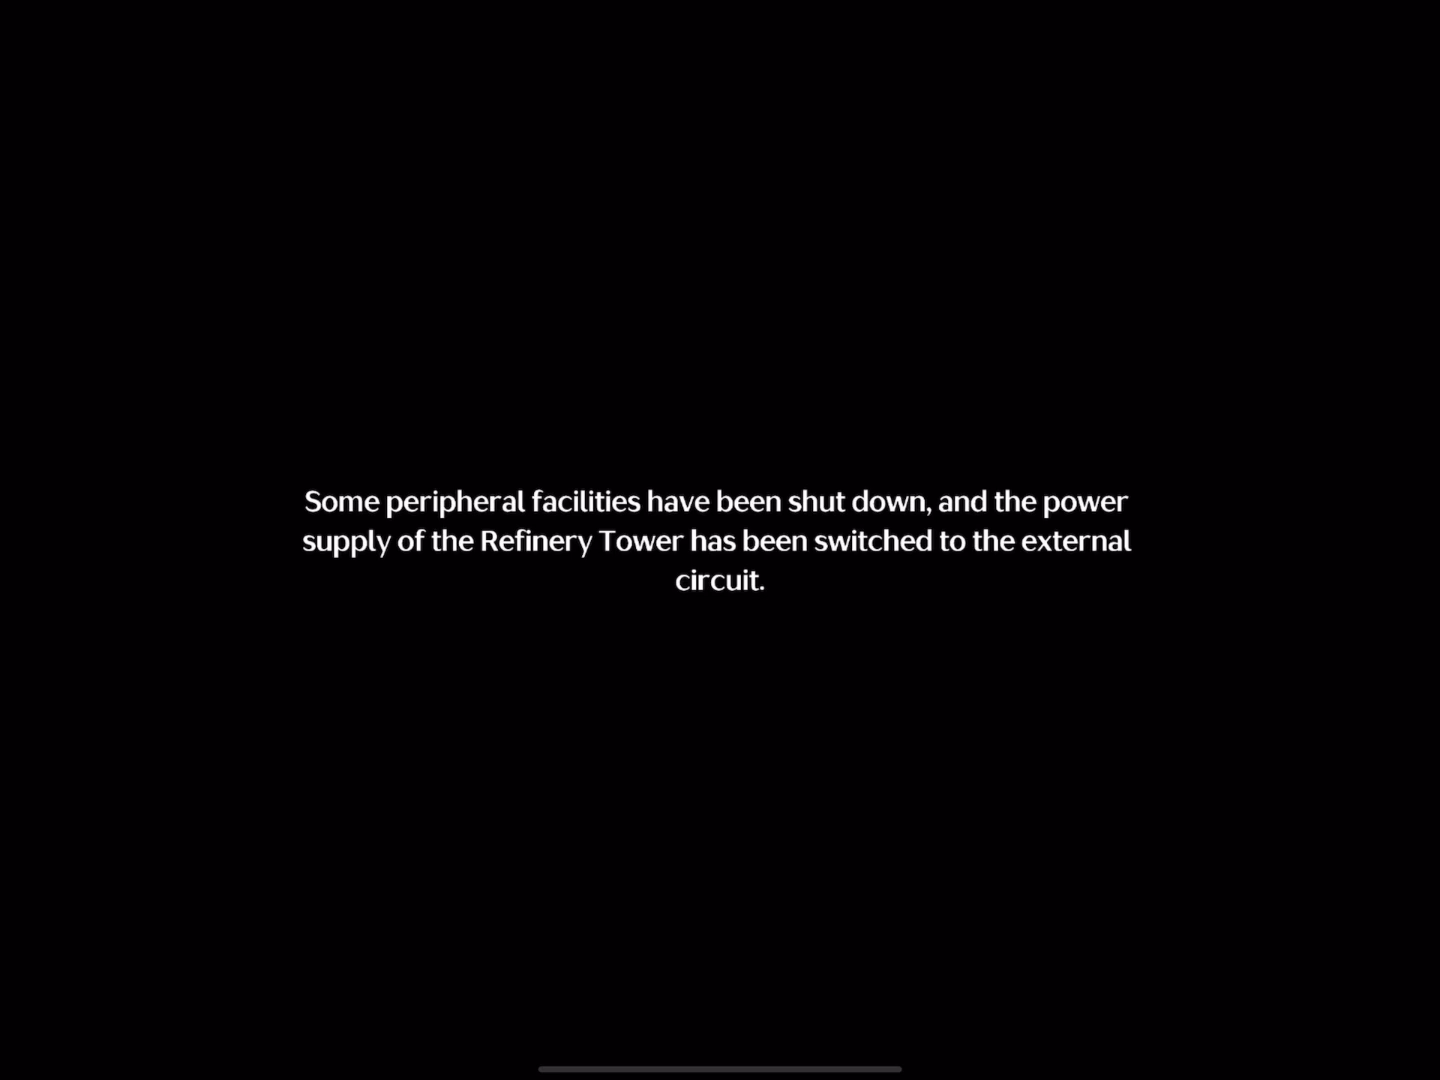 Some peripheral facilities have been shut down, and the power
supply of the Refinery Tower has been switched to the external
circuit.